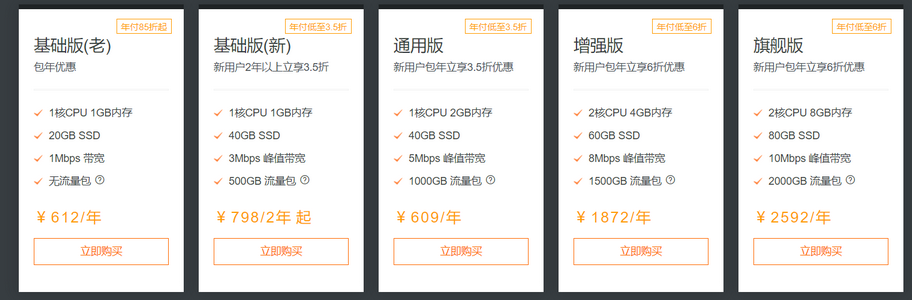 年付85折起
基础版(老)
包年优惠
1核CPU 1GB内存
20GB SSD
1Mbps 带宽
无流量包
¥ 612/年
立即购买
年付低至3.5折
基础版(新)
新用户2年以上立享3.5折
1核CPU 1GB内存
40GB SSD
3Mbps 峰值带宽
500GB 流量包
¥ 798/2年 起
立即购买
年付低至3.5折
通用版
新用户包年立享3.5折优惠
1核CPU 2GB内存
40GB SSD
5Mbps 峰值带宽
1000GB 流量包
¥ 609/年
立即购买
年付低至6折
增强版
新用户包年立享6折优惠
2核CPU 4GB内存
60GB SSD
8Mbps 峰值带宽
1500GB 流量包
¥ 1872/年
立即购买
年付低至6折
旗舰版
新用户包年立享6折优惠
2核CPU 8GB内存
80GB SSD
10Mbps 峰值带宽
2000GB 流量包
¥ 2592/年
立即购买